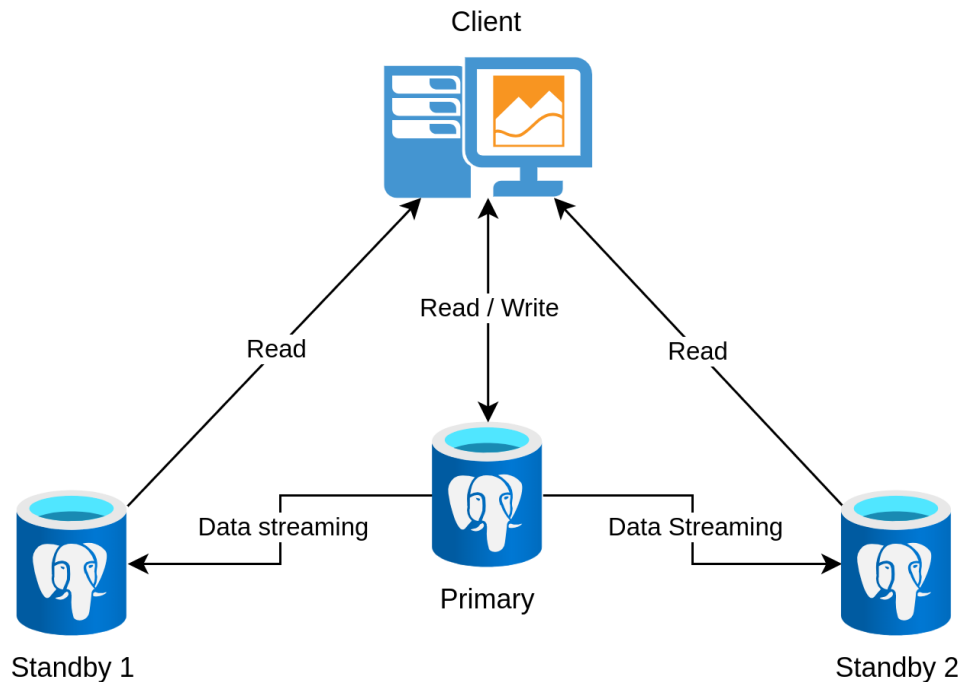 Client
Read / Write
Read
Read
Data streaming
Data Streaming
Primary
Standby 1
Standby 2